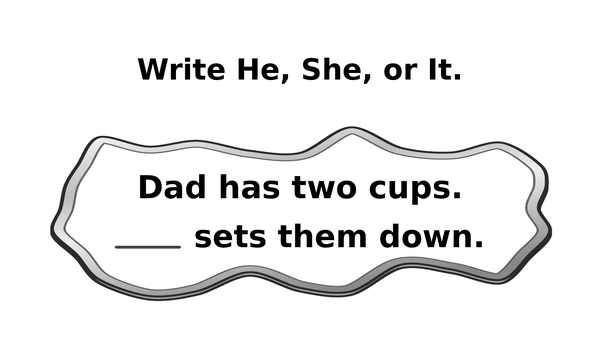 Write He, She, or It.
Dad has two cups.
____ sets them down.